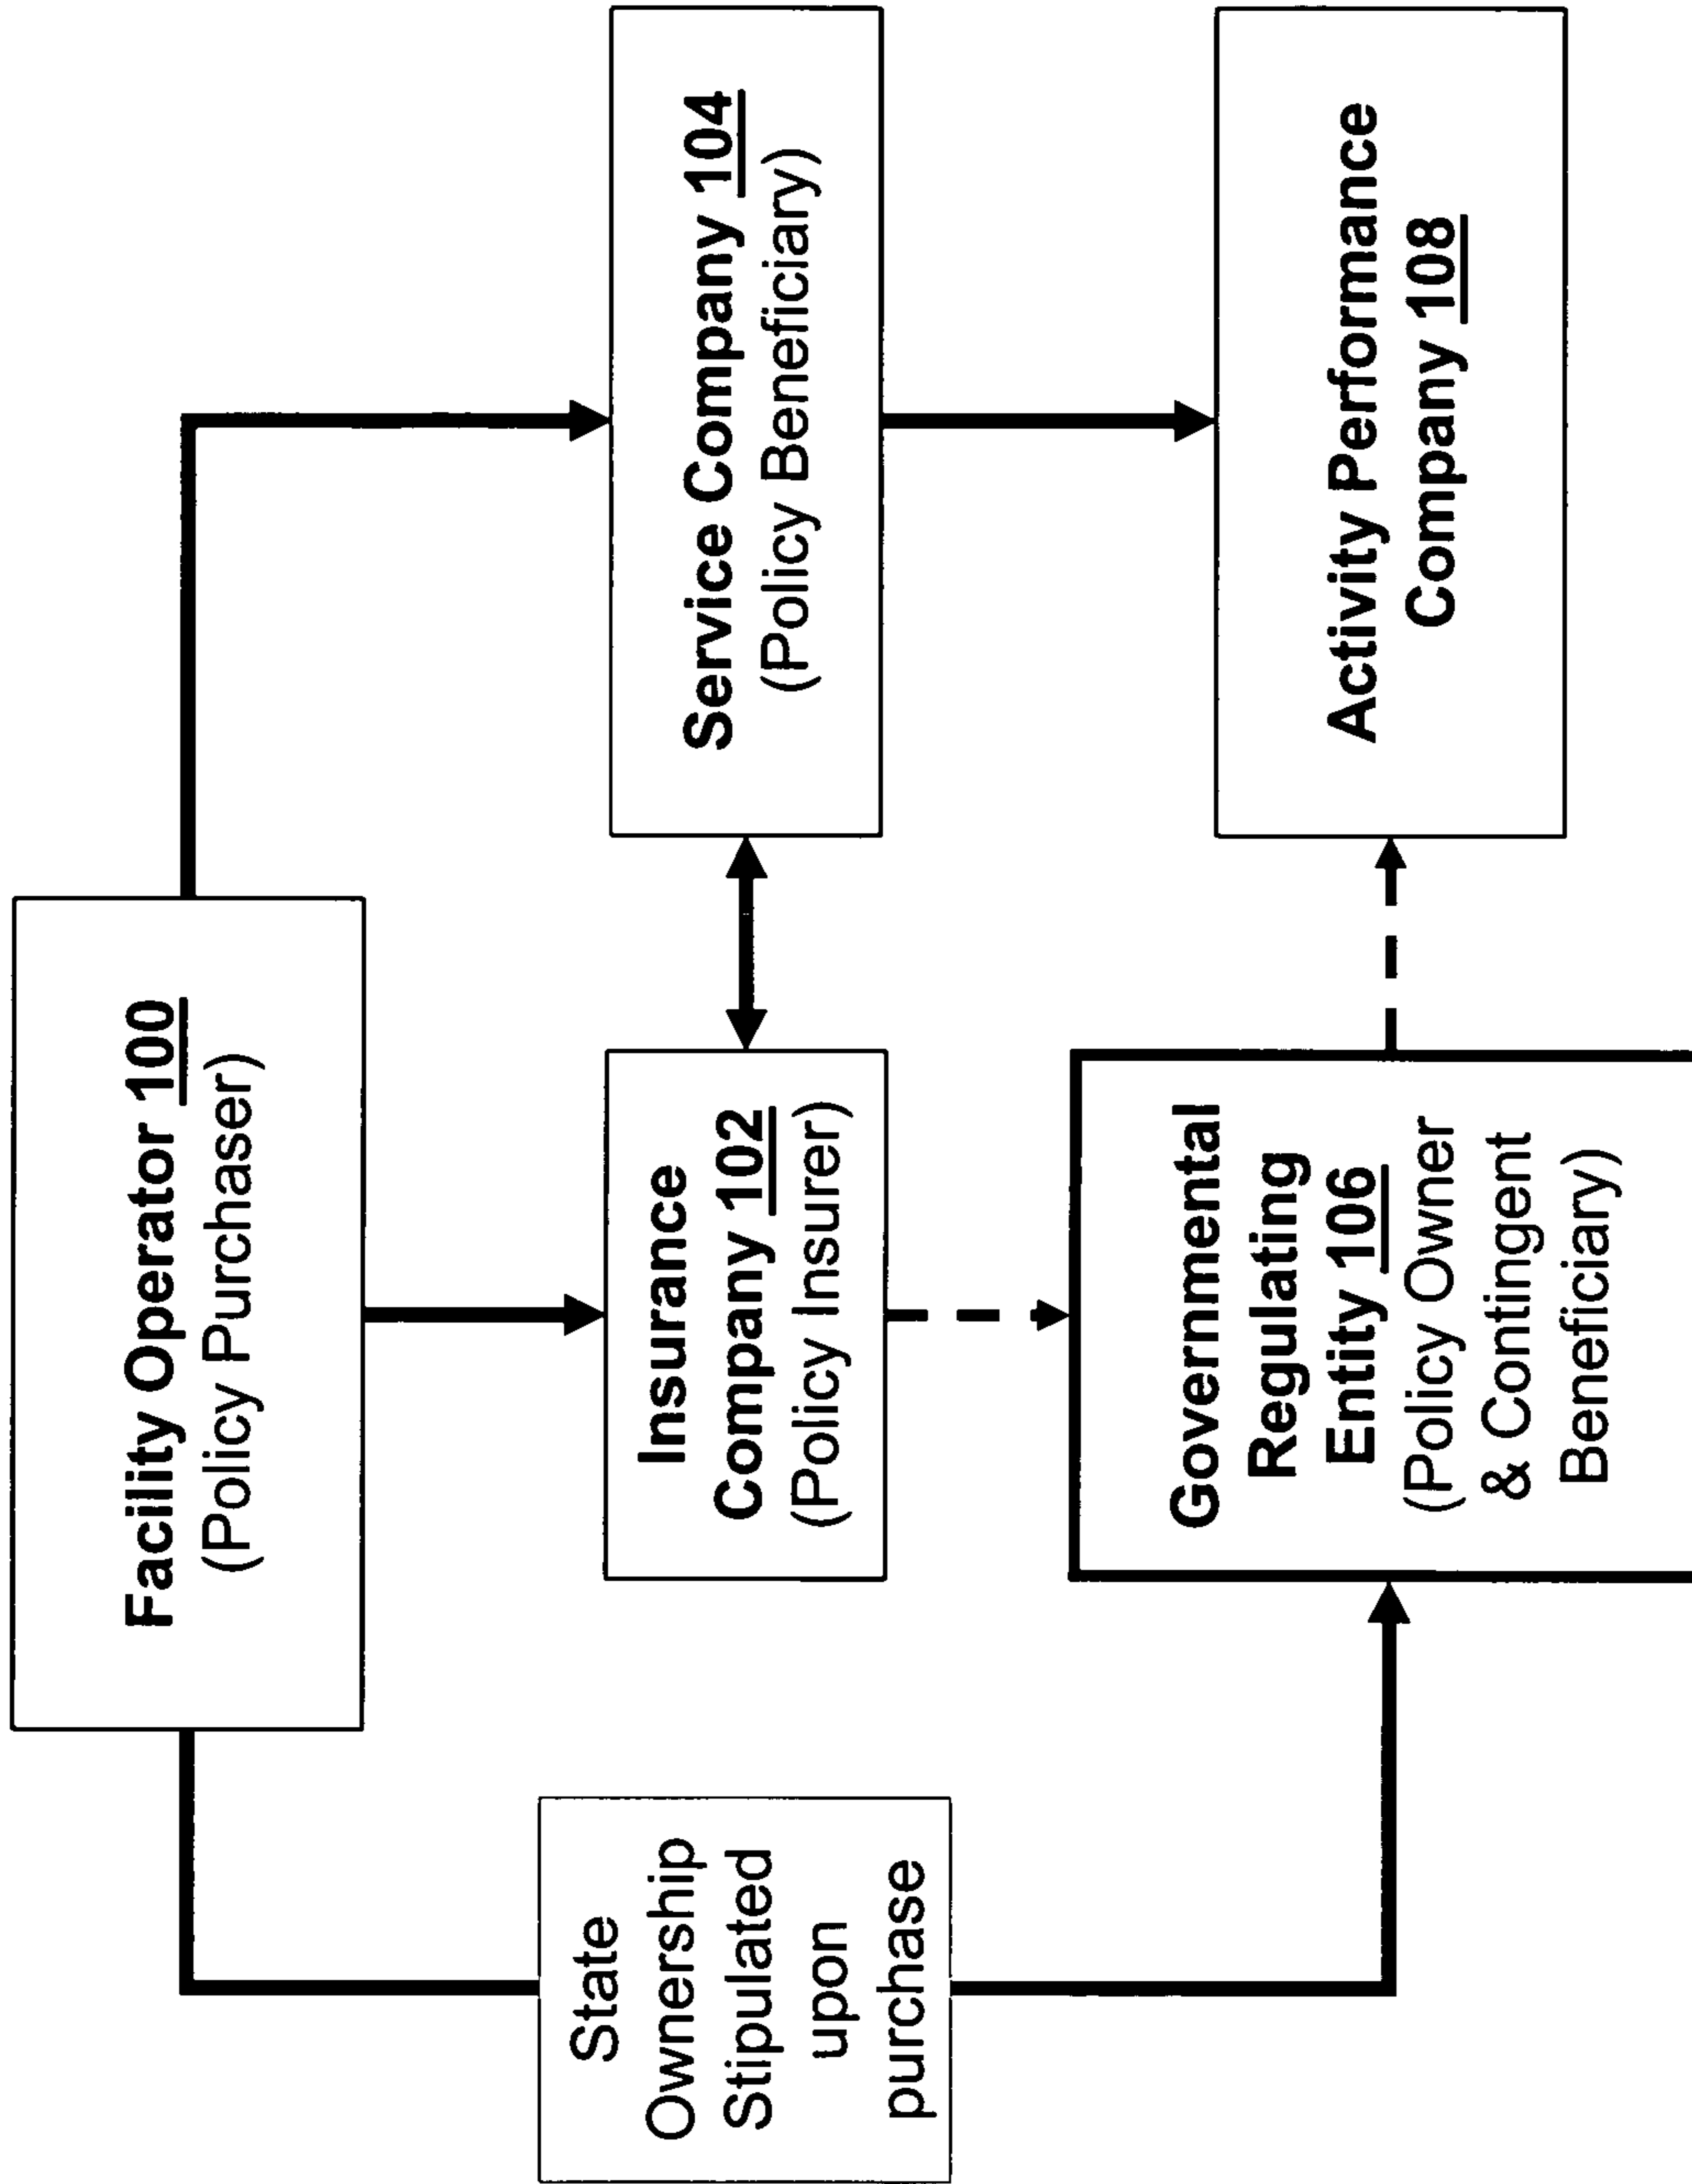 Facility Operator 100
(Policy Purchaser)
State
Ownership
Stipulated
upon
purchase
Insurance
Company 102
(Policy Insurer)
Service Company 104
(Policy Beneficiary)
Governmental
Regulating
Entity 106
(Policy Owner
& Contingent
Beneficiary)
Activity Performance
Company 108